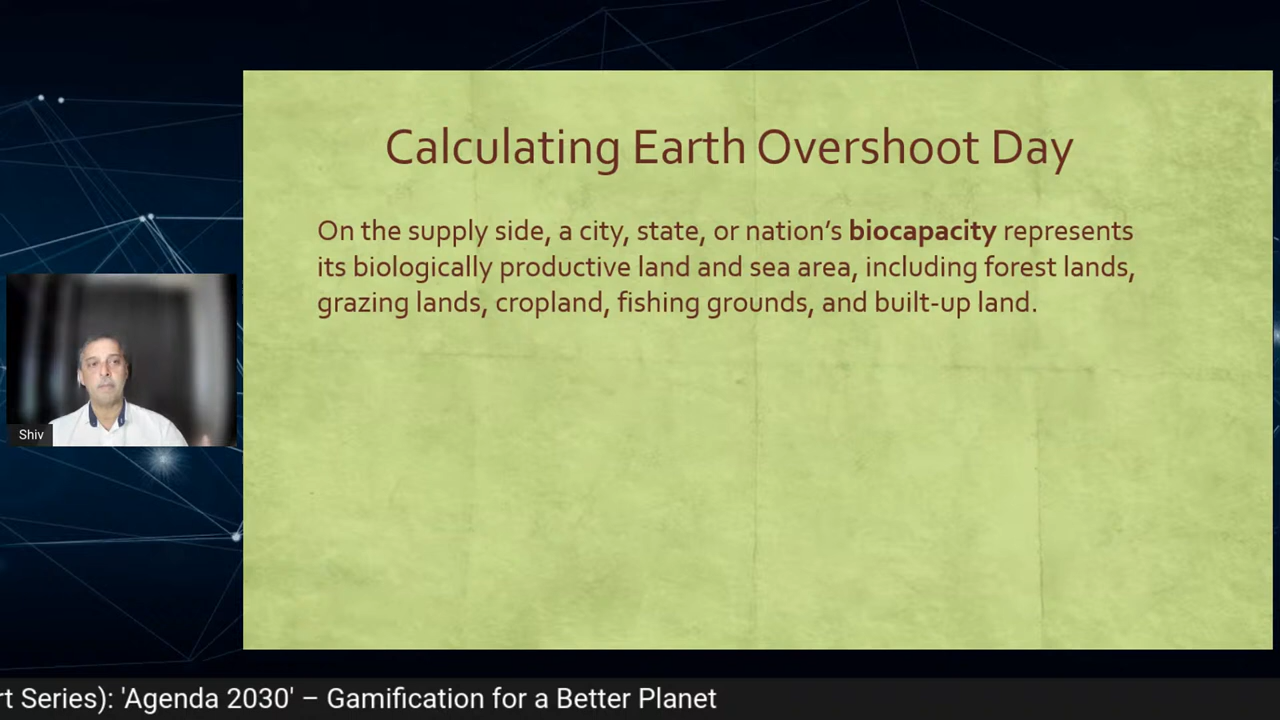 Calculating Earth Overshoot Day
On the supply side, a city, state, or nation’s biocapacity represents
its biologically productive land and sea area, including forest lands,
grazing lands, cropland, fishing grounds, and built-up land.
Shiv
Series): 'Agenda 2030' – Gamification for a Better Planet